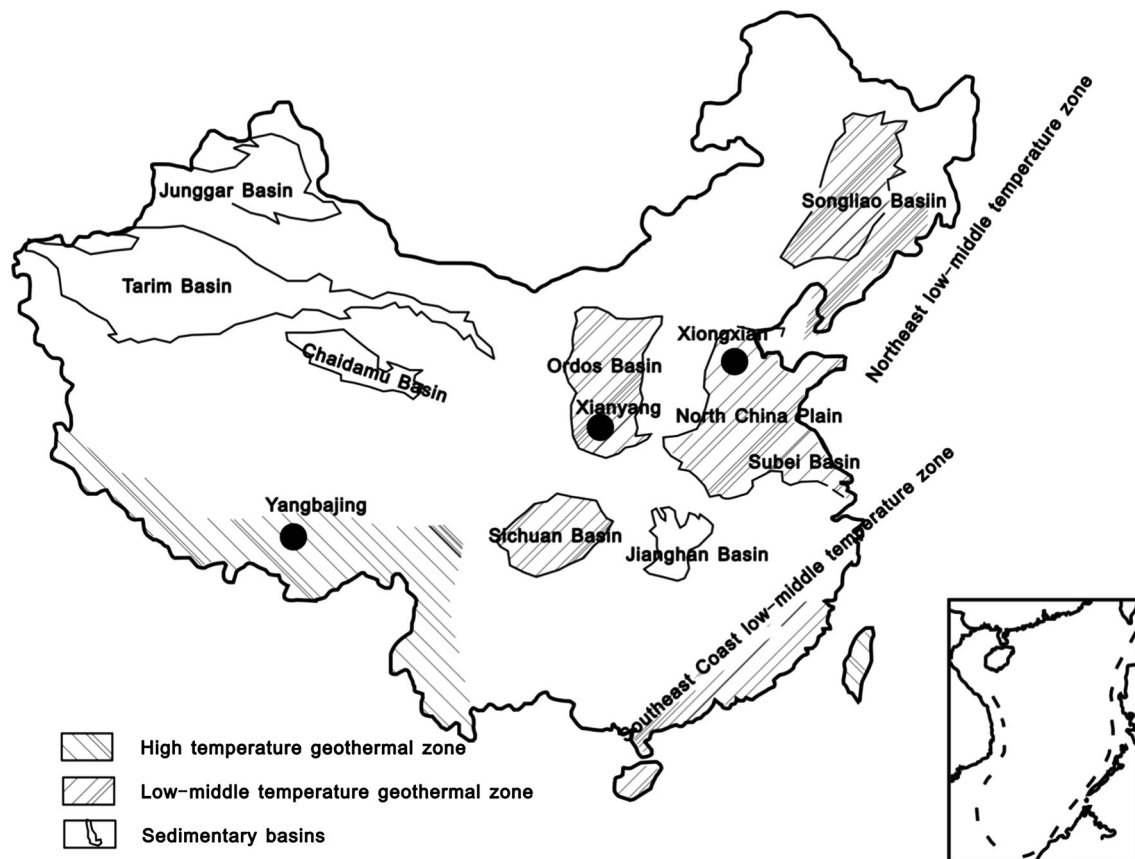 Junggar Basin
Songliao Basiin
Tarim Basin
Northeast low-middle temperature zone
Xiongxian
Chaidamu Basin
Ordos Basin
Xianyang
North China Plain
Subei Basin
Yangbajing
Sichuan Basin
Jianghan Basin
Southeast Coast low-middle temperature zone
High temperature geothermal zone
Low-middle temperature geothermal zone
Sedimentary basins